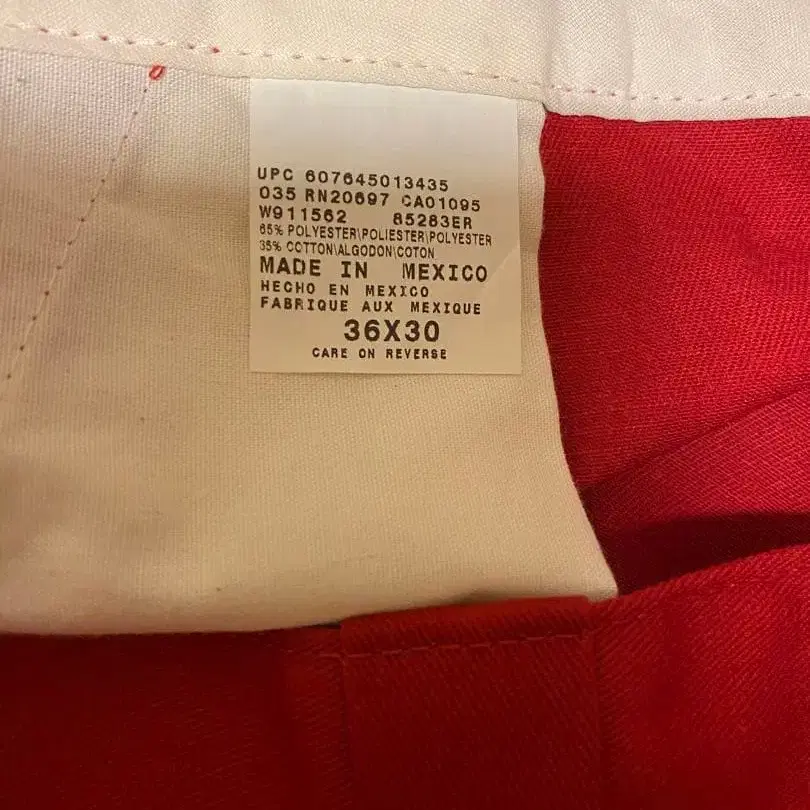 UPC 607645013435
035 RN20697 CA01095
W911562 85283ER
65% POLYESTER\POLIESTER\POLYESTER
35% COTTON\ALGODON\COTON
MADE IN MEXICO
HECHO EN MEXICO
FABRIQUE AUX MEXIQUE
36X30
CARE ON REVERSE